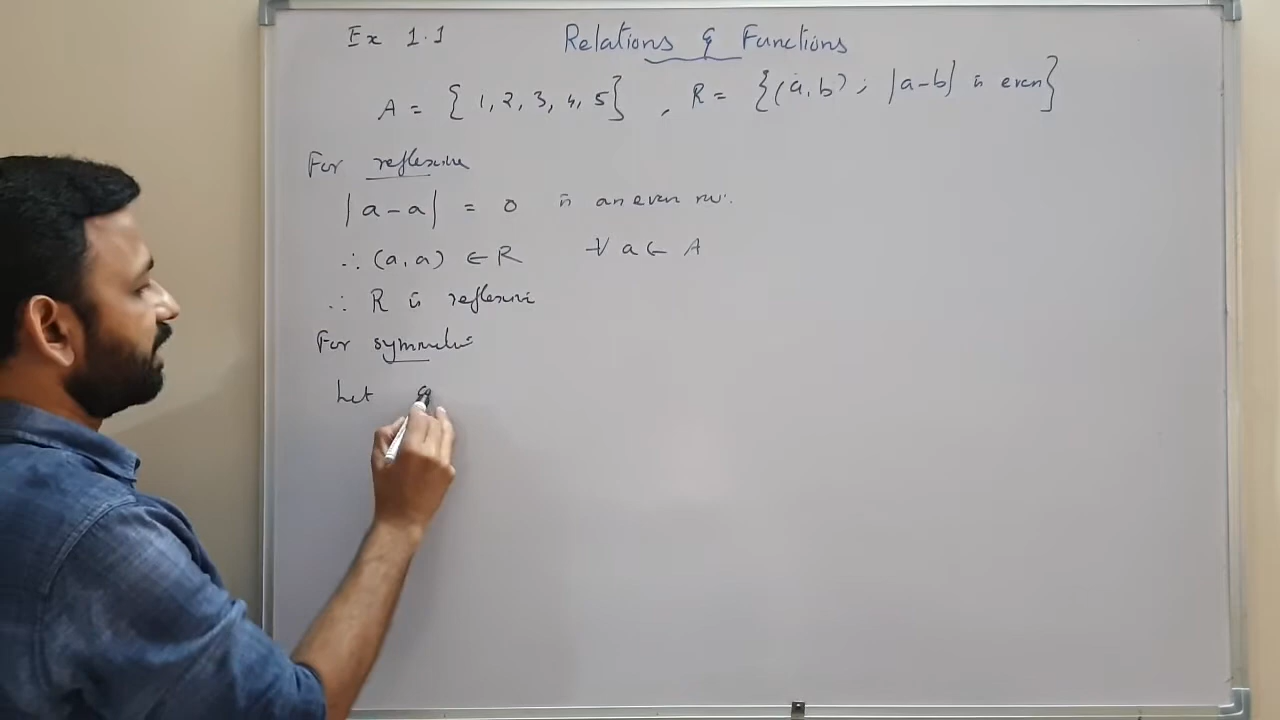 Ex 1.1 Relations & Functions
A = { 1, 2, 3, 4, 5 } , R = { (a, b) ; |a-b| is even }
For reflexive
|a-a| = 0 is an even no.
∴ (a, a) ∈ R ∀ a ∈ A
∴ R is reflexive
For symmetric
Let a